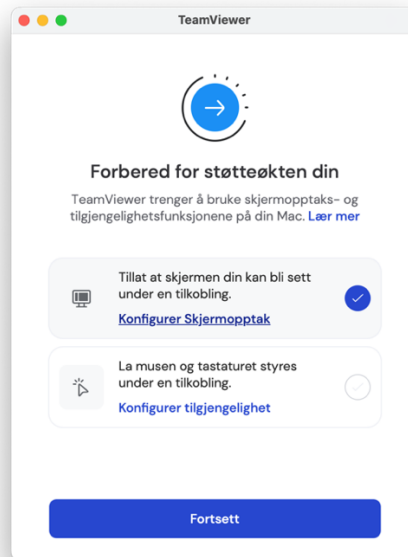 TeamViewer
Forbered for støtteøkten din
TeamViewer trenger å bruke skjermopptaks- og
tilgjengelighetsfunksjonene på din Mac. Lær mer
Tillat at skjermen din kan bli sett
under en tilkobling.
Konfigurer Skjermopptak
La musen og tastaturet styres
under en tilkobling.
Konfigurer tilgjengelighet
Fortsett